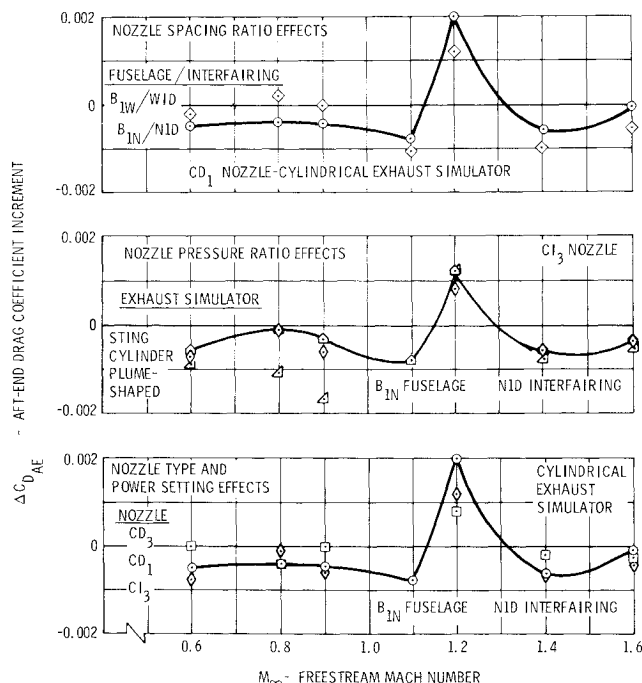 0.002
NOZZLE SPACING RATIO EFFECTS
FUSELAGE/INTERFAIRING
B1W/W1D
0
B1N/N1D
CD1 NOZZLE-CYLINDRICAL EXHAUST SIMULATOR
-0.002
0.002
NOZZLE PRESSURE RATIO EFFECTS
CI3 NOZZLE
EXHAUST SIMULATOR
0
STING
CYLINDER
PLUME-
SHAPED
B1N FUSELAGE N1D INTERFAIRING
-0.002
ΔCDAE - AFT-END DRAG COEFFICIENT INCREMENT
0.002
NOZZLE TYPE AND
POWER SETTING EFFECTS
CYLINDRICAL
EXHAUST
SIMULATOR
NOZZLE
CD3
0
CD1
CI3
B1N FUSELAGE N1D INTERFAIRING
-0.002
0.6 0.8 1.0 1.2 1.4 1.6
M∞- FREESTREAM MACH NUMBER